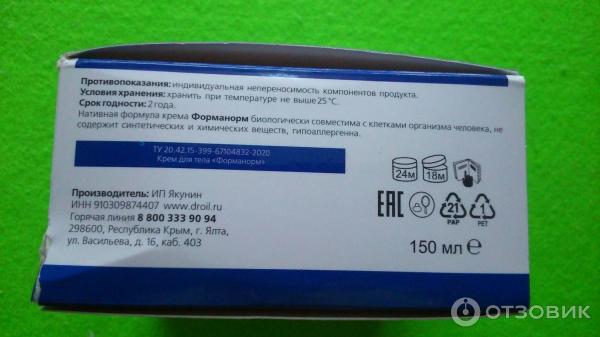 Противопоказания: индивидуальная непереносимость компонентов продукта.
Условия хранения: хранить при температуре не выше 25°C.
Срок годности: 2 года.
Нативная формула крема Форманорм биологически совместима с клетками организма человека, не
содержит синтетических и химических веществ, гипоаллергенна.
ТУ 20.42.15-399-67104832-2020
Крем для тела «Форманорм»
Производитель: ИП Якунин
ИНН 910309874407 www.droil.ru
Горячая линия 8 800 333 90 94
298600, Республика Крым, г. Ялта,
ул. Васильева, д. 16, каб. 403
24м 18м
EAC 21 PAP 1 PET
150 мл e
ОТЗОВИК